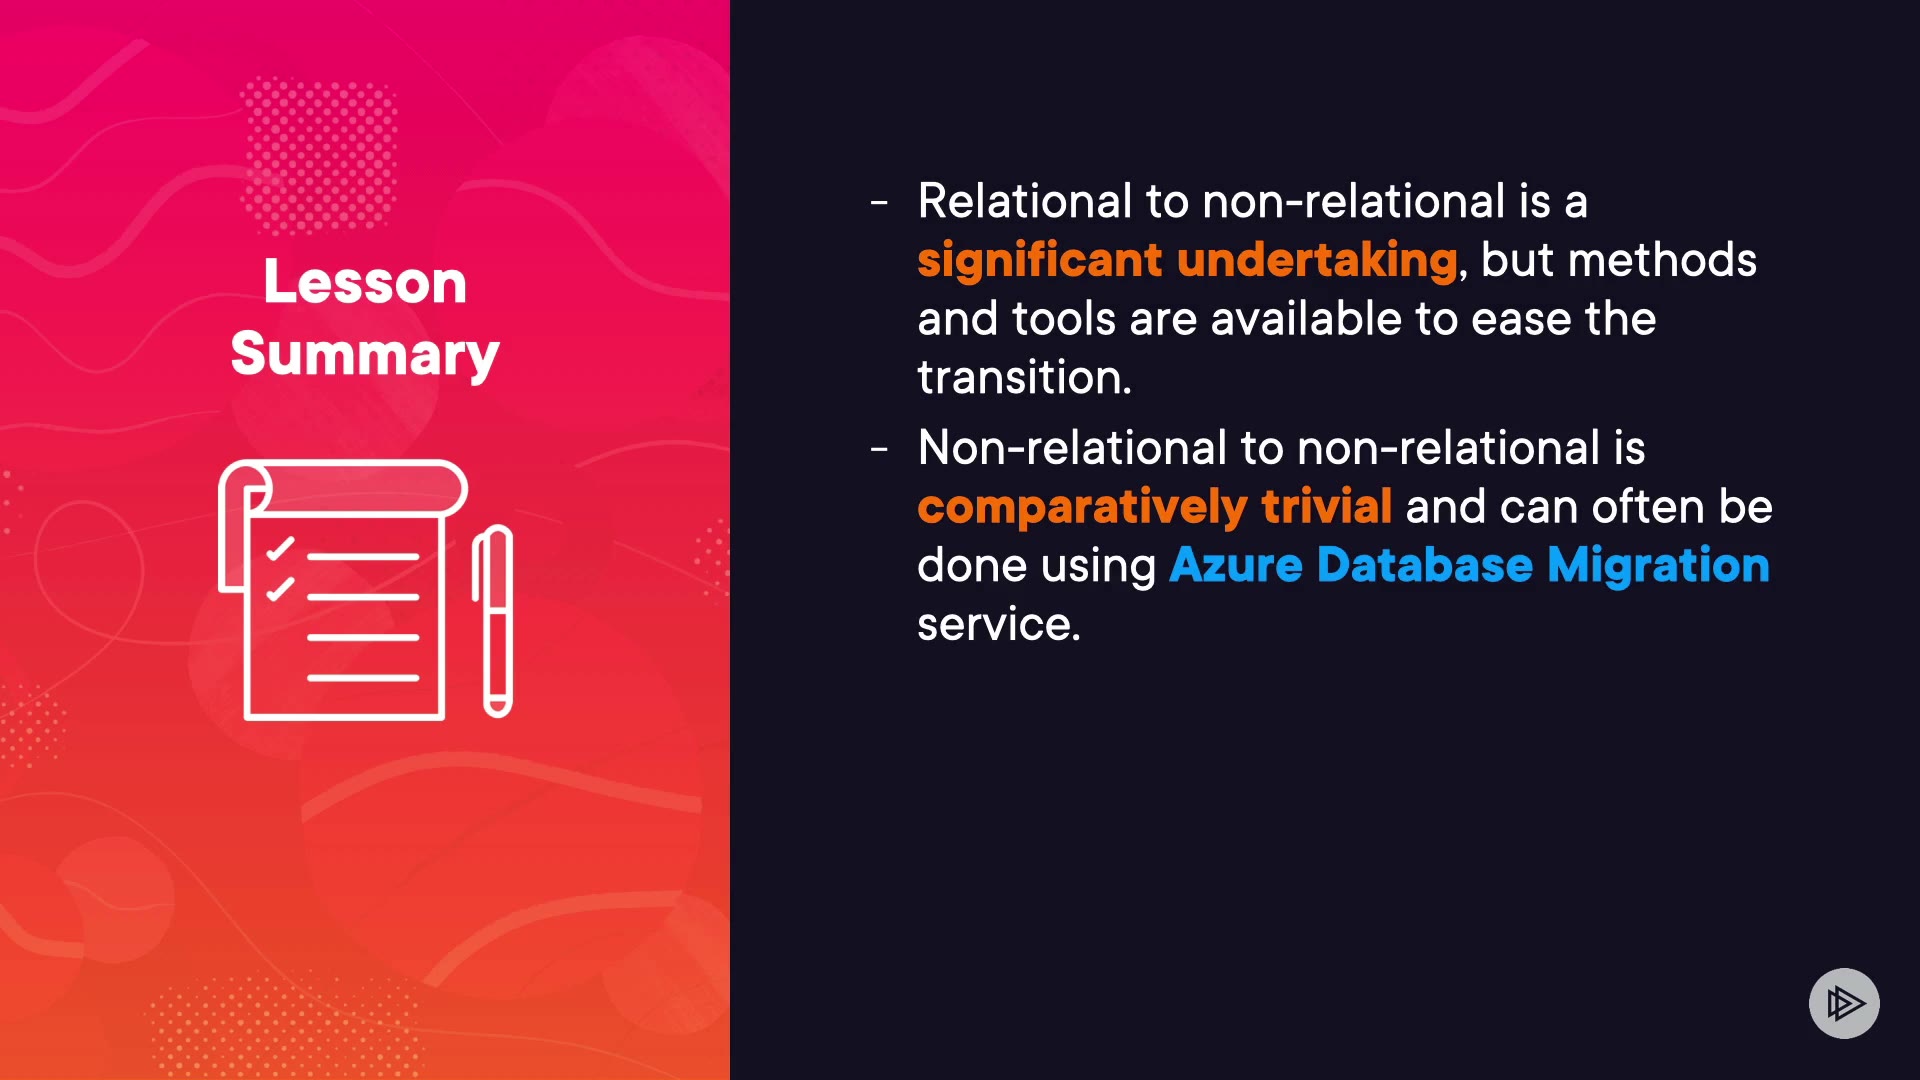 Lesson
Summary
- Relational to non-relational is a
significant undertaking, but methods
and tools are available to ease the
transition.
- Non-relational to non-relational is
comparatively trivial and can often be
done using Azure Database Migration
service.